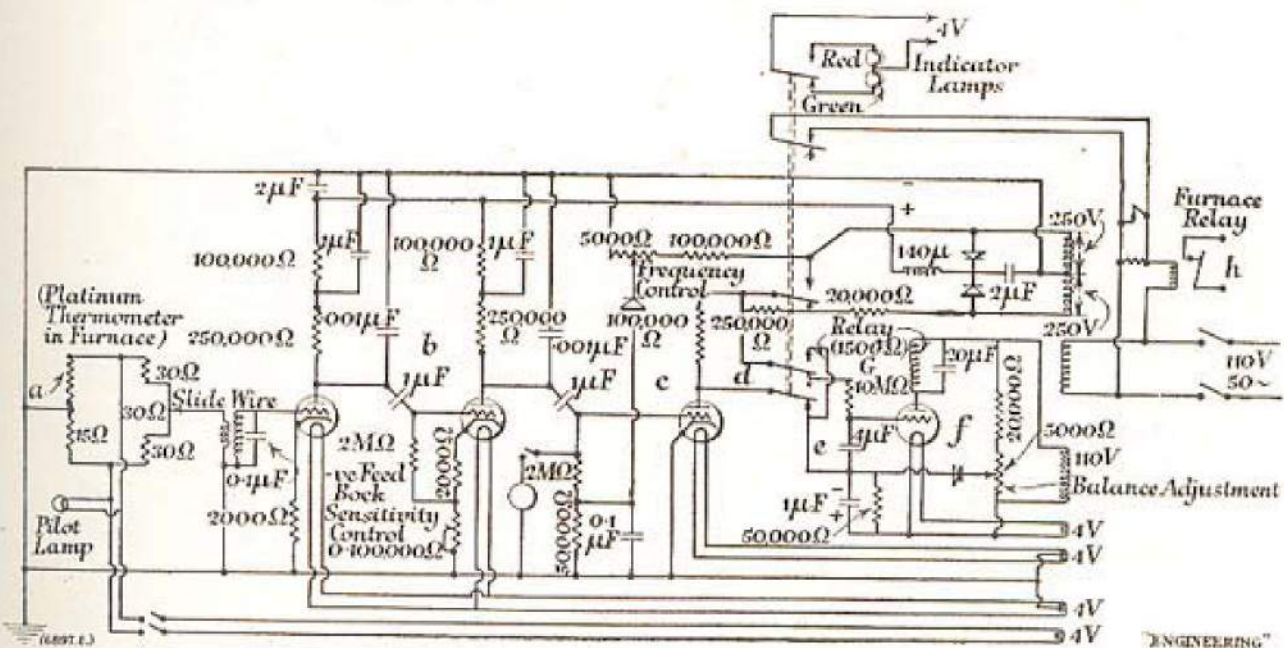 4V
Red
Indicator
Lamps
Green
2µF
-
+
250V
Furnace
Relay
h
1µF
100,000Ω
100,000
Ω
1µF
5000Ω
100,000Ω
140µ
Frequency
Control
2µF
(Platinum
Thermometer
in Furnace)
·001µF
250,000Ω
250,000
Ω
·001µF
100,000
Ω
20,000Ω
250,000
Ω
250V
Relay
(1500Ω)
G
20µF
110V
50~
a
30Ω
b
1µF
1µF
c
d
10MΩ
20,000Ω
30Ω
Slide Wire
15Ω
30Ω
0·1µF
2MΩ
2000Ω
2MΩ
e
1µF
f
5000Ω
110V
Balance Adjustment
-ve Feed
Back
Sensitivity
Control
0-100,000Ω
Pilot
Lamp
2000Ω
50,000Ω
0·1
µF
1µF
-
+
50,000Ω
4V
4V
4V
4V
(6897.E.)
"ENGINEERING"